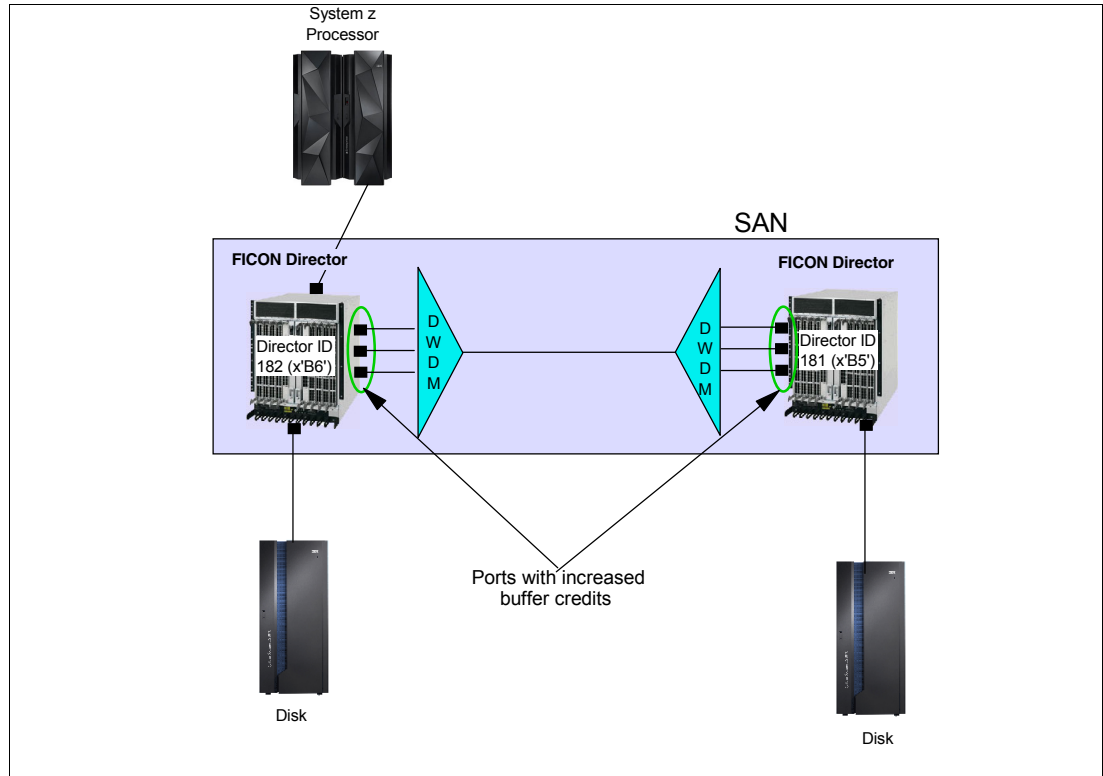 System z
Processor
SAN
FICON Director
FICON Director
Director ID
182 (x'B6')
D
W
D
M
D
W
D
M
Director ID
181 (x'B5')
Ports with increased
buffer credits
Disk
Disk